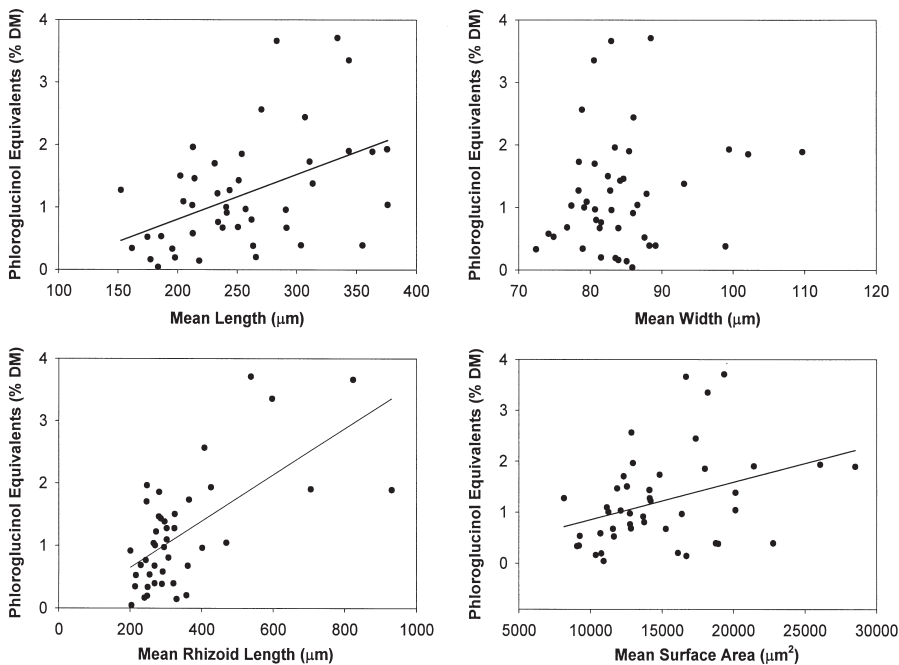 Phloroglucinol Equivalents (% DM)
4
3
2
1
0
100 150 200 250 300 350 400
Mean Length (μm)
Phloroglucinol Equivalents (% DM)
4
3
2
1
0
70 80 90 100 110 120
Mean Width (μm)
Phloroglucinol Equivalents (% DM)
4
3
2
1
0
0 200 400 600 800 1000
Mean Rhizoid Length (μm)
Phloroglucinol Equivalents (% DM)
4
3
2
1
0
5000 10000 15000 20000 25000 30000
Mean Surface Area (μm²)